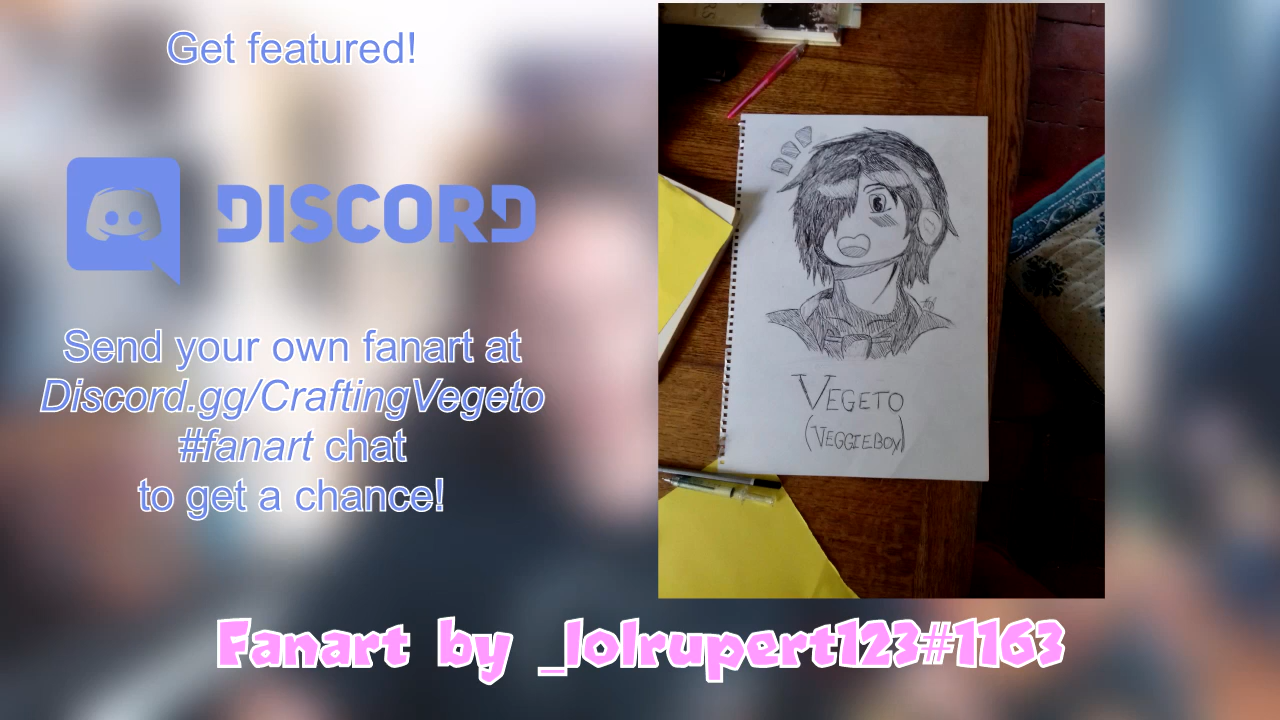 Get featured!
DISCORD
Send your own fanart at
Discord.gg/CraftingVegeto
#fanart chat
to get a chance!
VEGETO
(VEGGIEBOY)
Fanart by _lolrupert123#1163